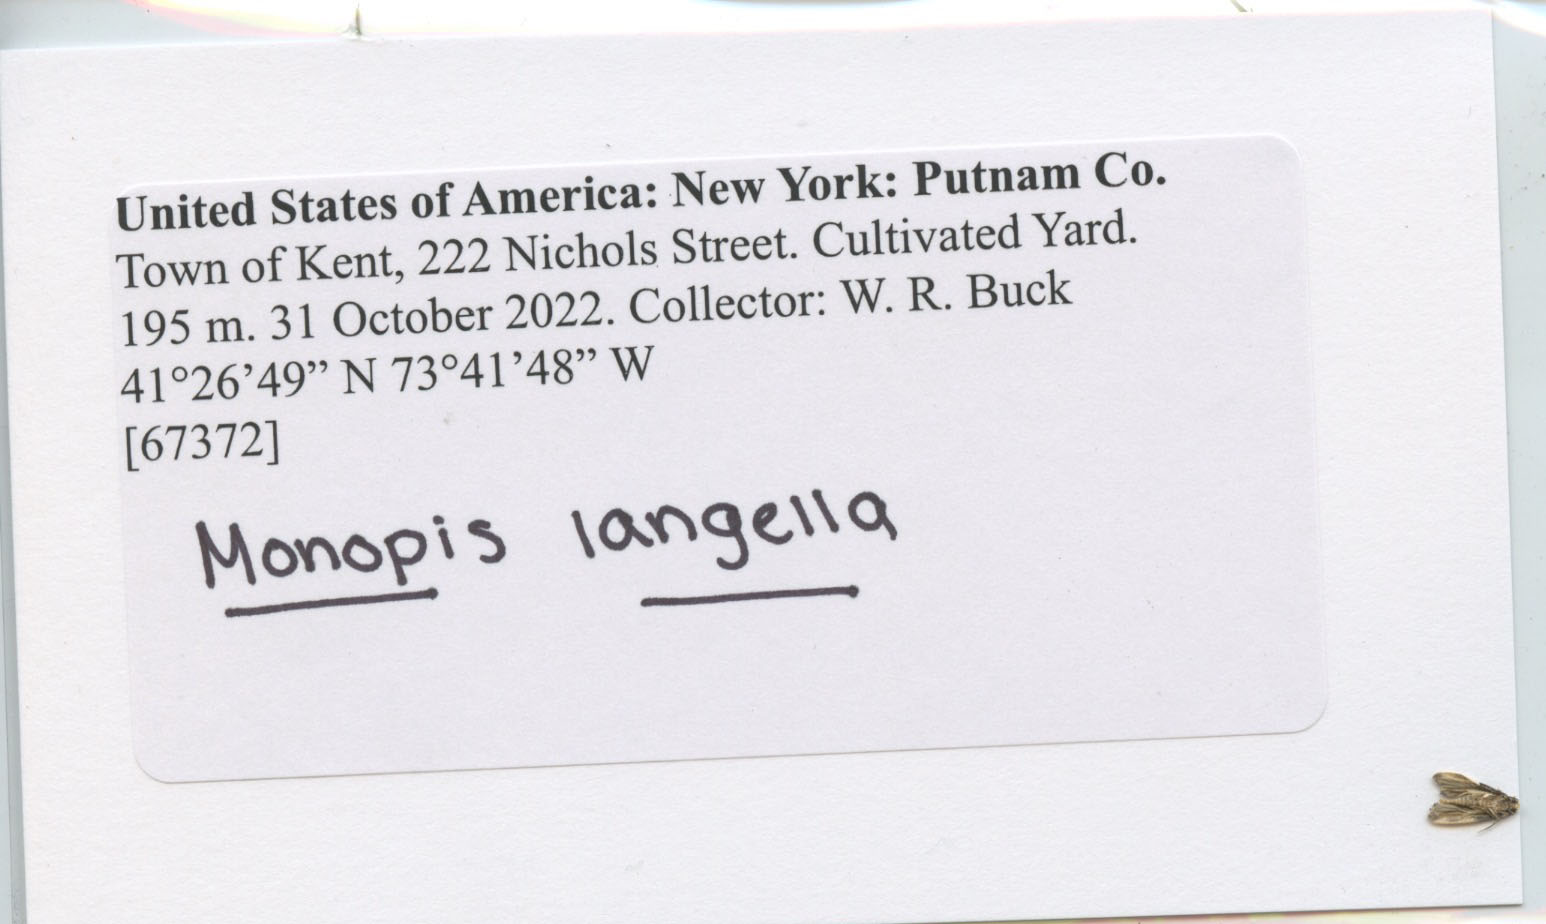 United States of America: New York: Putnam Co.
Town of Kent, 222 Nichols Street. Cultivated Yard.
195 m. 31 October 2022. Collector: W. R. Buck
41°26’49” N 73°41’48” W
[67372]
Monopis langella